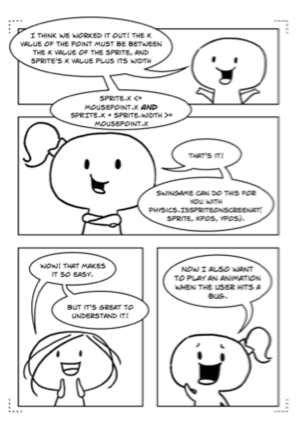 I THINK WE WORKED IT OUT! THE X
VALUE OF THE POINT MUST BE BETWEEN
THE X VALUE OF THE SPRITE, AND
SPRITE'S X VALUE PLUS ITS WIDTH
SPRITE.X <=
MOUSEPOINT.X AND
SPRITE.X + SPRITE.WIDTH >=
MOUSEPOINT.X
THAT'S IT!
SWINGAME CAN DO THIS FOR
YOU WITH
PHYSICS.ISSPRITEONSCREENAT(
SPRITE, XPOS, YPOS).
WOW! THAT MAKES
IT SO EASY.
BUT IT'S GREAT TO
UNDERSTAND IT!
NOW I ALSO WANT
TO PLAY AN ANIMATION
WHEN THE USER HITS A
BUG.